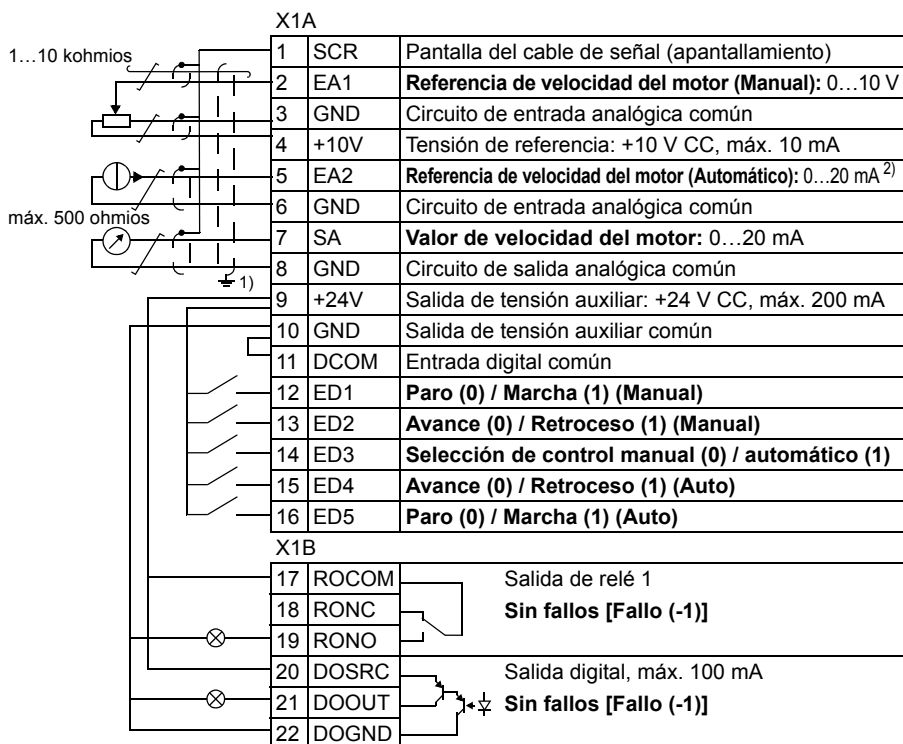 X1A
1…10 kohmios
1 SCR Pantalla del cable de señal (apantallamiento)
2 EA1 Referencia de velocidad del motor (Manual): 0…10 V
3 GND Circuito de entrada analógica común
4 +10V Tensión de referencia: +10 V CC, máx. 10 mA
5 EA2 Referencia de velocidad del motor (Automático): 0…20 mA 2)
6 GND Circuito de entrada analógica común
máx. 500 ohmios
7 SA Valor de velocidad del motor: 0…20 mA
8 GND Circuito de salida analógica común
1)
9 +24V Salida de tensión auxiliar: +24 V CC, máx. 200 mA
10 GND Salida de tensión auxiliar común
11 DCOM Entrada digital común
12 ED1 Paro (0) / Marcha (1) (Manual)
13 ED2 Avance (0) / Retroceso (1) (Manual)
14 ED3 Selección de control manual (0) / automático (1)
15 ED4 Avance (0) / Retroceso (1) (Auto)
16 ED5 Paro (0) / Marcha (1) (Auto)
X1B
17 ROCOM Salida de relé 1
18 RONC Sin fallos [Fallo (-1)]
19 RONO
20 DOSRC Salida digital, máx. 100 mA
21 DOOUT Sin fallos [Fallo (-1)]
22 DOGND